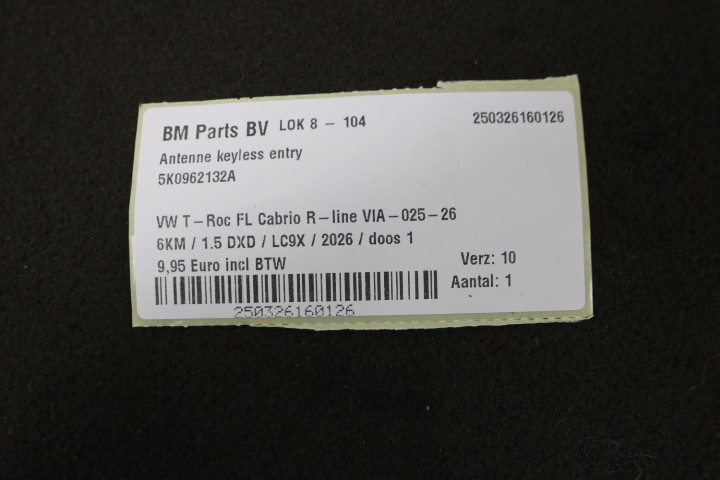 BM Parts BV LOK 8 - 104 250326160126
Antenne keyless entry
5K0962132A
VW T-Roc FL Cabrio R-line VIA-025-26
6KM / 1.5 DXD / LC9X / 2026 / doos 1
9,95 Euro incl BTW Verz: 10
Aantal: 1
250326160126